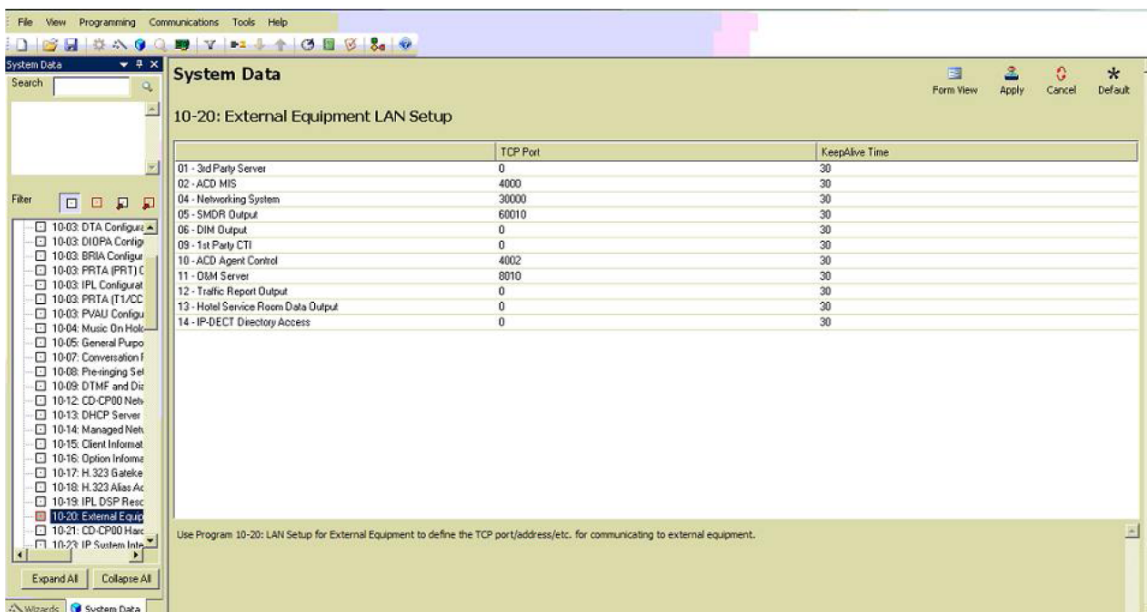 File View Programming Communications Tools Help
System Data
Search
Filter
10-03: DTA Configura
10-03: DIOPA Config
10-03: BRIA Configur
10-03: PRTA (PRT) C
10-03: IPL Configurat
10-03: PRTA (T1/CC
10-03: PVAU Configu
10-04: Music On Hold
10-05: General Purpo
10-07: Conversation
10-08: Pre-ringing Set
10-09: DTMF and Dia
10-12: CD-CP00 Netw
10-13: DHCP Server
10-14: Managed Netw
10-15: Client Informat
10-16: Option Informa
10-17: H.323 Gateke
10-18: H.323 Alias Ad
10-19: IPL DSP Reso
10-20: External Equip
10-21: CD-CP00 Hard
10-23: IP System Inte
Expand All Collapse All
Wizards System Data
System Data
Form View Apply Cancel Default
10-20: External Equipment LAN Setup
TCP Port KeepAlive Time
01 - 3rd Party Server 0 30
02 - ACD MIS 4000 30
04 - Networking System 30000 30
05 - SMDR Output 60010 30
06 - DIM Output 0 30
09 - 1st Party CTI 0 30
10 - ACD Agent Control 4002 30
11 - O&M Server 8010 30
12 - Traffic Report Output 0 30
13 - Hotel Service Room Data Output 0 30
14 - IP-DECT Directory Access 0 30
Use Program 10-20: LAN Setup for External Equipment to define the TCP port/address/etc. for communicating to external equipment.